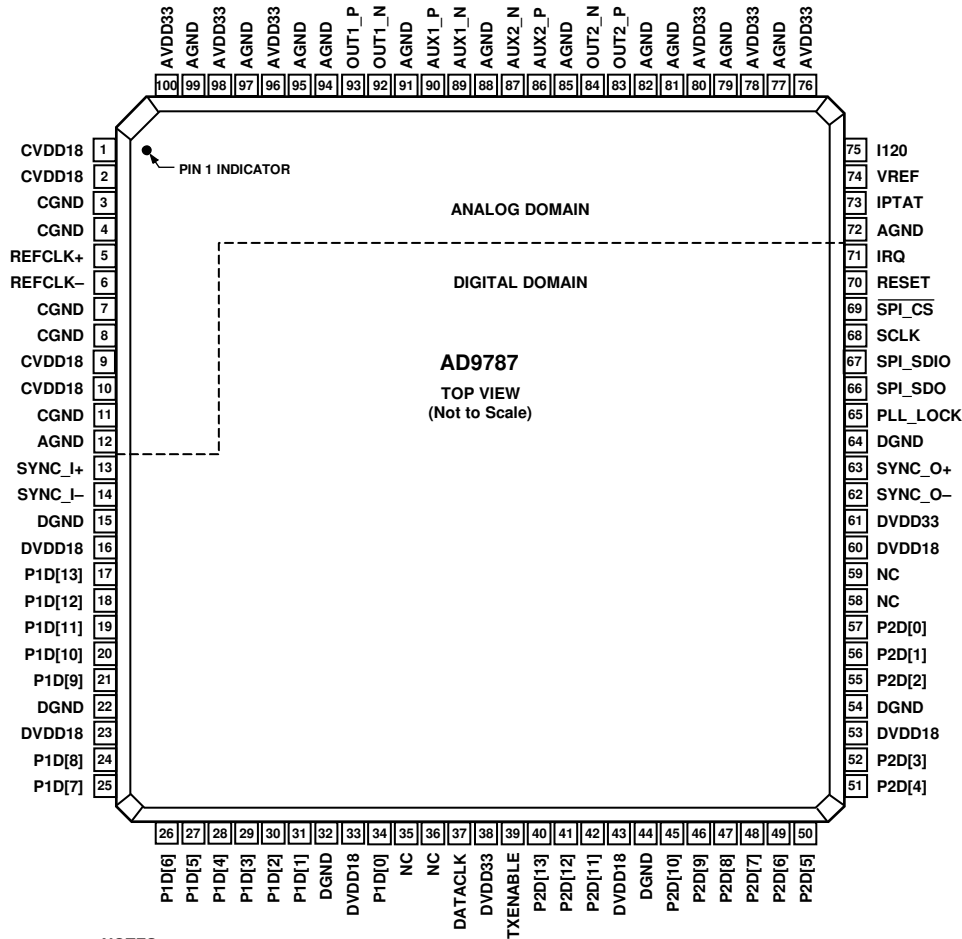 AVDD33
AGND
AVDD33
AGND
AVDD33
AGND
AGND
OUT1_P
OUT1_N
AGND
AUX1_P
AUX1_N
AGND
AUX2_N
AUX2_P
AGND
OUT2_N
OUT2_P
AGND
AGND
AVDD33
AGND
AVDD33
AGND
AVDD33
100 99 98 97 96 95 94 93 92 91 90 89 88 87 86 85 84 83 82 81 80 79 78 77 76
CVDD18 1
CVDD18 2
CGND 3
CGND 4
REFCLK+ 5
REFCLK– 6
CGND 7
CGND 8
CVDD18 9
CVDD18 10
CGND 11
AGND 12
SYNC_I+ 13
SYNC_I– 14
DGND 15
DVDD18 16
P1D[13] 17
P1D[12] 18
P1D[11] 19
P1D[10] 20
P1D[9] 21
DGND 22
DVDD18 23
P1D[8] 24
P1D[7] 25
PIN 1 INDICATOR
ANALOG DOMAIN
DIGITAL DOMAIN
AD9787
TOP VIEW
(Not to Scale)
75 I120
74 VREF
73 IPTAT
72 AGND
71 IRQ
70 RESET
69 SPI_CS
68 SCLK
67 SPI_SDIO
66 SPI_SDO
65 PLL_LOCK
64 DGND
63 SYNC_O+
62 SYNC_O–
61 DVDD33
60 DVDD18
59 NC
58 NC
57 P2D[0]
56 P2D[1]
55 P2D[2]
54 DGND
53 DVDD18
52 P2D[3]
51 P2D[4]
26 27 28 29 30 31 32 33 34 35 36 37 38 39 40 41 42 43 44 45 46 47 48 49 50
P1D[6]
P1D[5]
P1D[4]
P1D[3]
P1D[2]
P1D[1]
DGND
DVDD18
P1D[0]
NC
NC
DATACLK
DVDD33
TXENABLE
P2D[13]
P2D[12]
P2D[11]
DVDD18
DGND
P2D[10]
P2D[9]
P2D[8]
P2D[7]
P2D[6]
P2D[5]